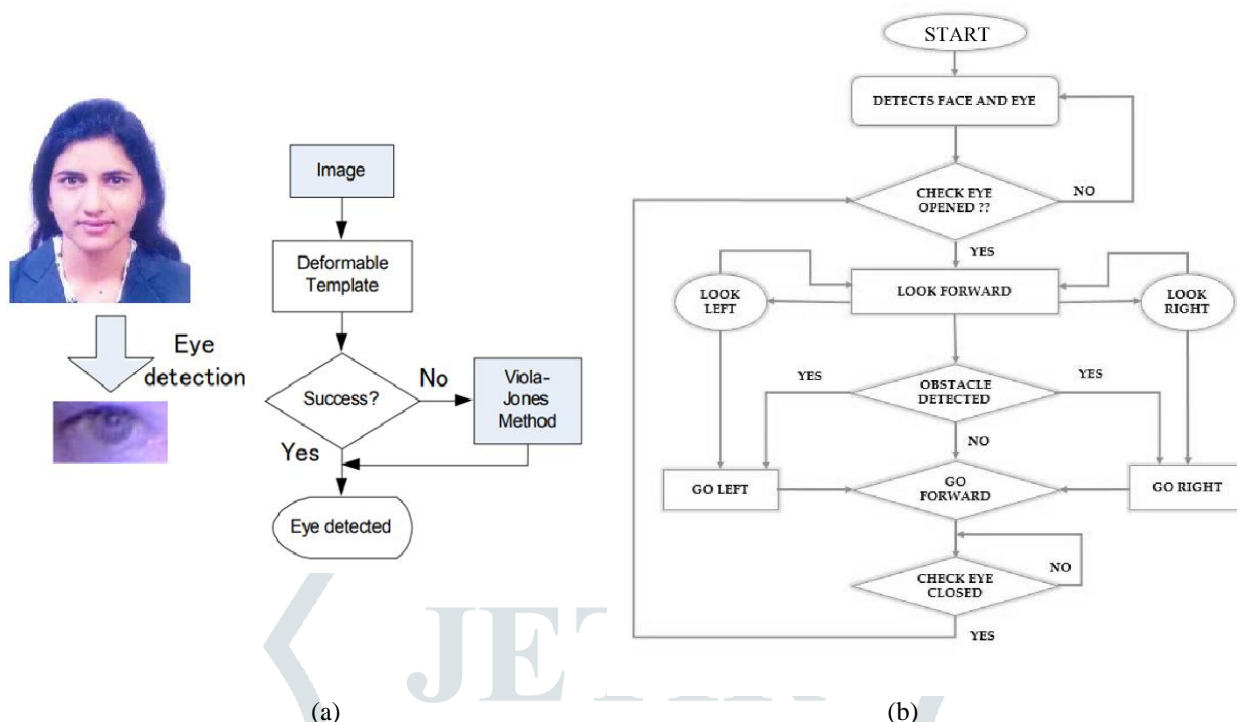 Eye
detection
Image
Deformable
Template
Success?
No
Viola-
Jones
Method
Yes
Eye detected
(a)
START
DETECTS FACE AND EYE
CHECK EYE
OPENED ??
NO
YES
LOOK
LEFT
LOOK FORWARD
LOOK
RIGHT
YES
OBSTACLE
DETECTED
YES
NO
GO LEFT
GO
FORWARD
GO RIGHT
CHECK EYE
CLOSED
NO
YES
(b)